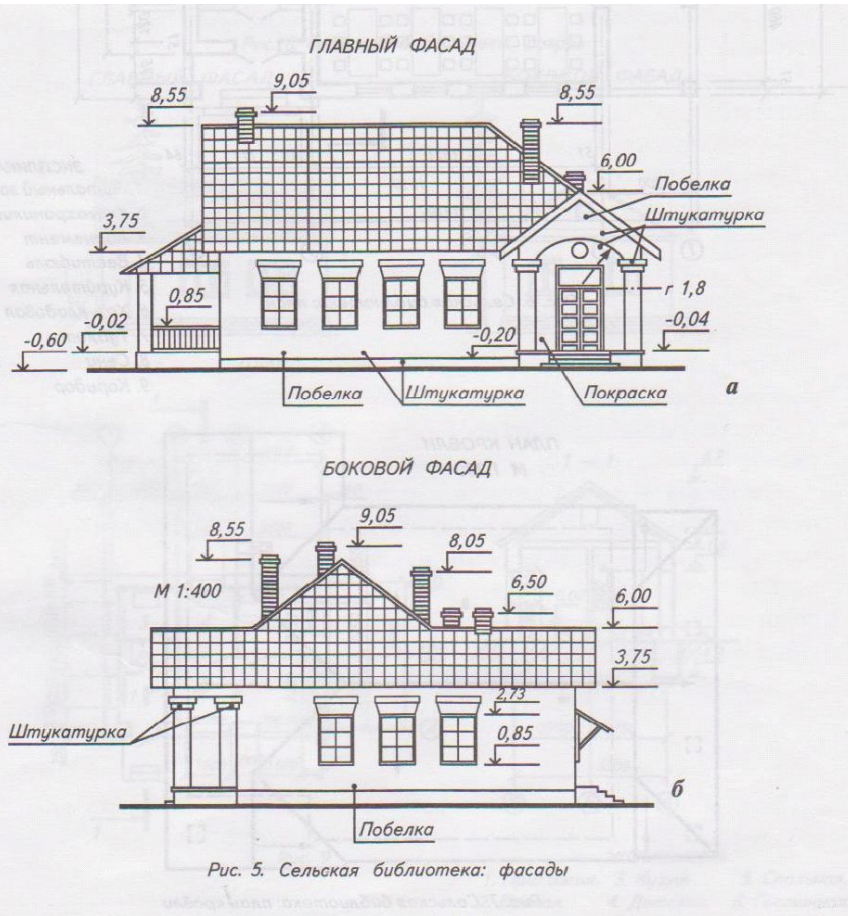 ГЛАВНЫЙ ФАСАД
8,55
9,05
8,55
6,00
Побелка
Штукатурка
3,75
0,85
г 1,8
-0,60
-0,02
-0,20
-0,04
Побелка
Штукатурка
Покраска
а
БОКОВОЙ ФАСАД
8,55
9,05
8,05
М 1:400
6,50
6,00
3,75
2,73
Штукатурка
0,85
б
Побелка
Рис. 5. Сельская библиотека: фасады